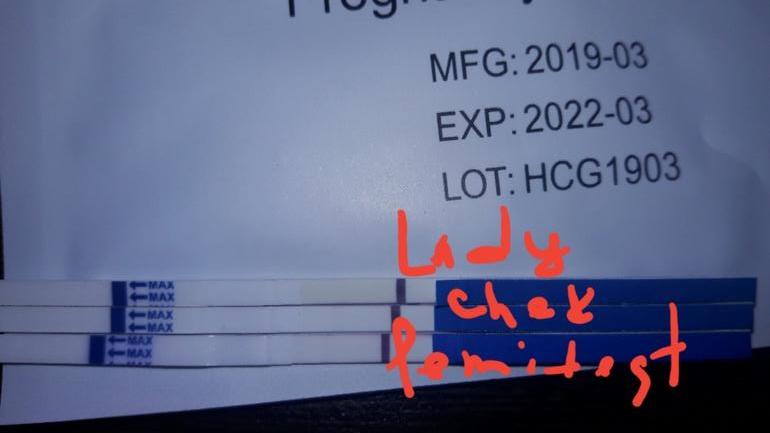 MFG: 2019-03
EXP: 2022-03
LOT: HCG1903
Lady
chek
Femitest
MAX
MAX
MAX
MAX
MAX
MAX